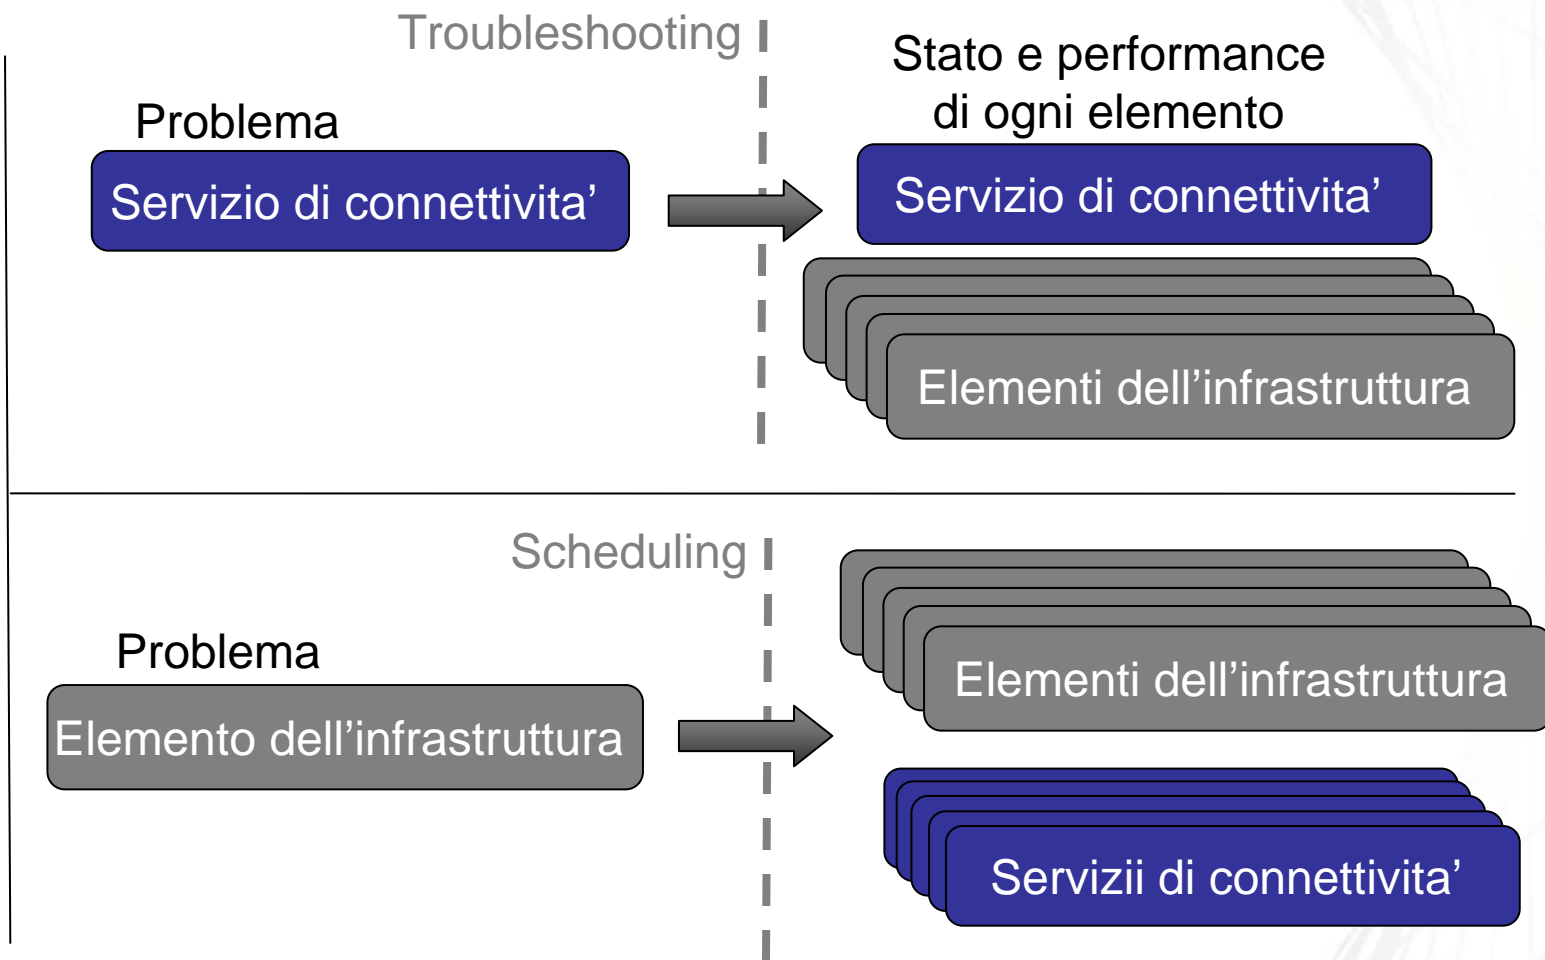 Troubleshooting
Stato e performance
di ogni elemento
Problema
Servizio di connettivita’
Servizio di connettivita’
Elementi dell’infrastruttura
Scheduling
Problema
Elemento dell’infrastruttura
Elementi dell’infrastruttura
Servizii di connettivita’